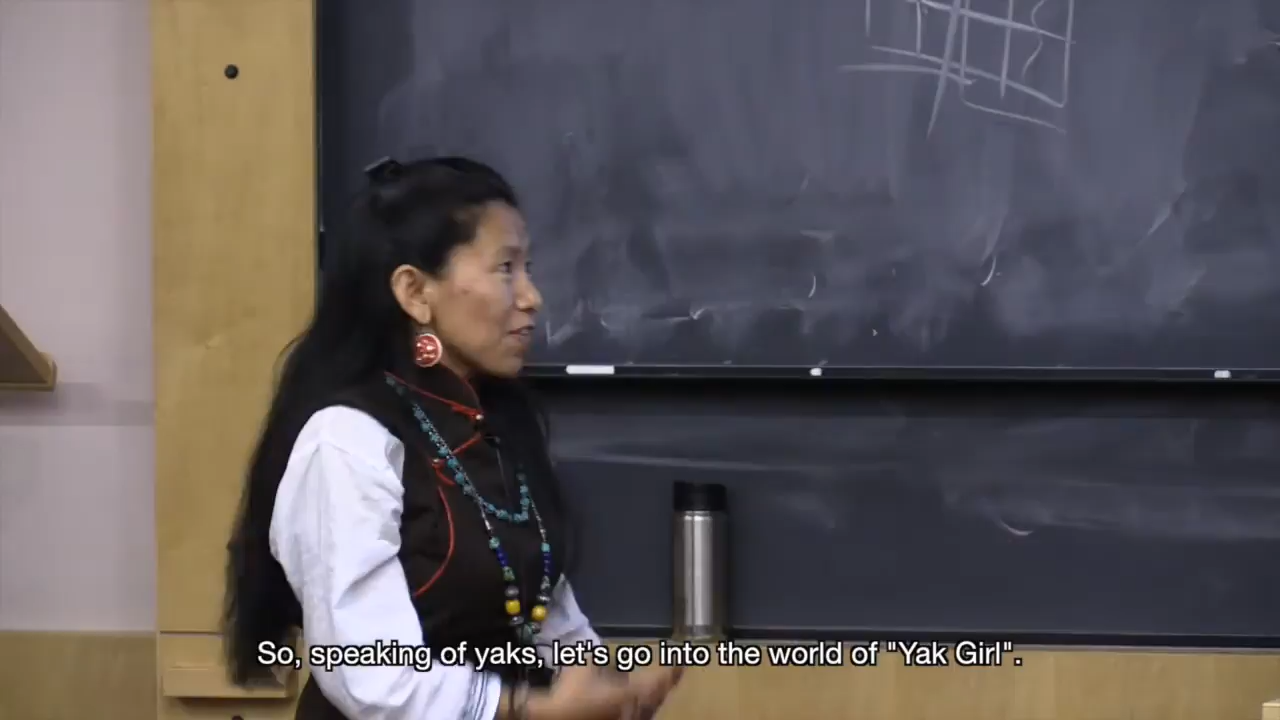 So, speaking of yaks, let's go into the world of "Yak Girl".